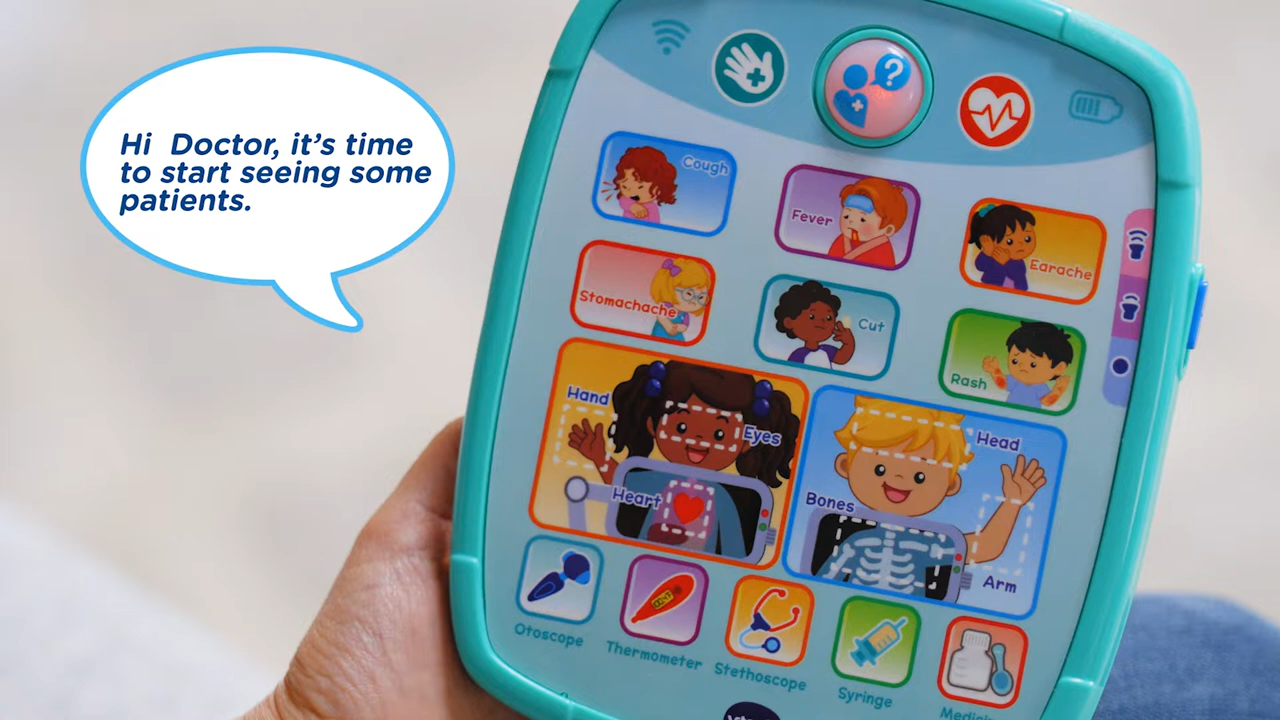 Hi Doctor, it's time
to start seeing some
patients.
?
Cough
Fever
Earache
Stomachache
Cut
Rash
Hand
Eyes
Heart
Head
Bones
Arm
Otoscope
Thermometer
Stethoscope
Syringe